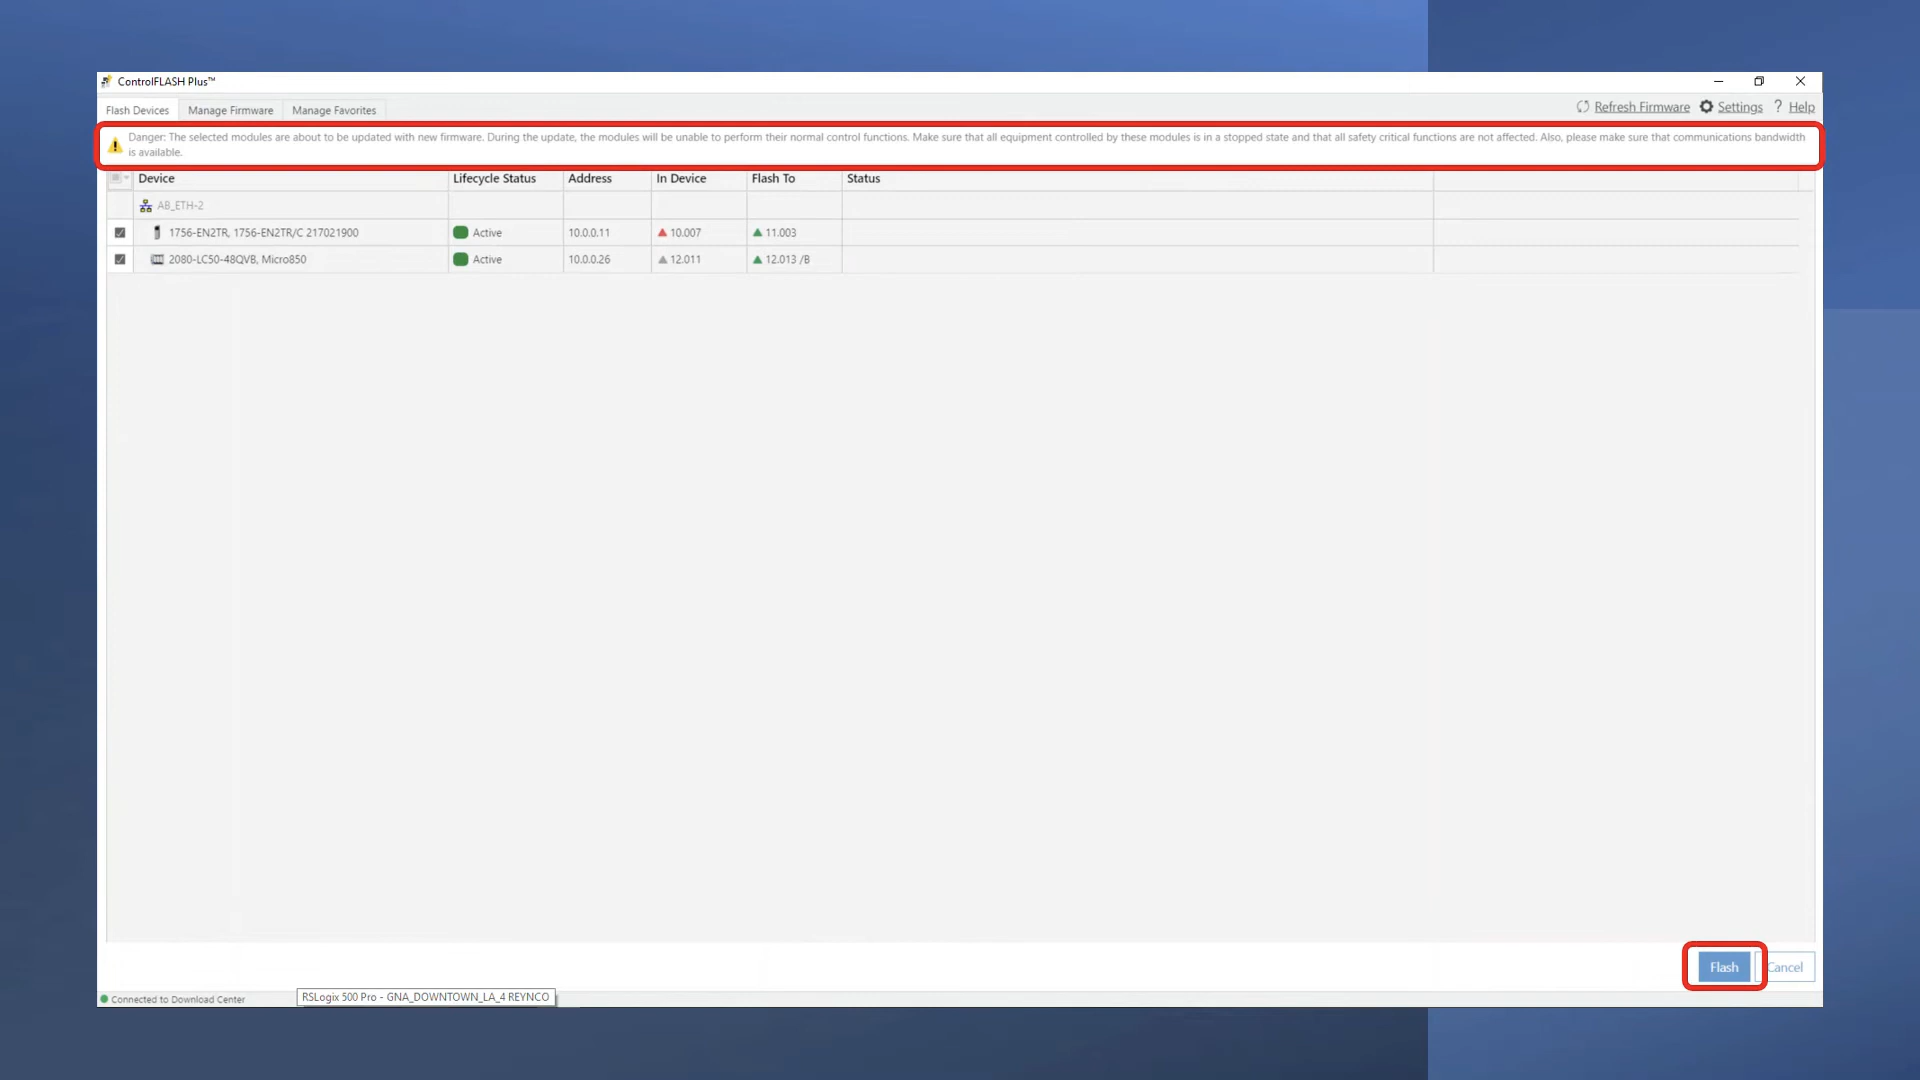 ControlFLASH Plus™
Flash Devices Manage Firmware Manage Favorites Refresh Firmware Settings ? Help
Danger: The selected modules are about to be updated with new firmware. During the update, the modules will be unable to perform their normal control functions. Make sure that all equipment controlled by these modules is in a stopped state and that all safety critical functions are not affected. Also, please make sure that communications bandwidth
is available.
Device Lifecycle Status Address In Device Flash To Status
AB_ETH-2
1756-EN2TR, 1756-EN2TR/C 217021900 Active 10.0.0.11 10.007 11.003
2080-LC50-48QVB, Micro850 Active 10.0.0.26 12.011 12.013 /B
Flash Cancel
Connected to Download Center RSLogix 500 Pro - GNA_DOWNTOWN_LA_4 REYNCO